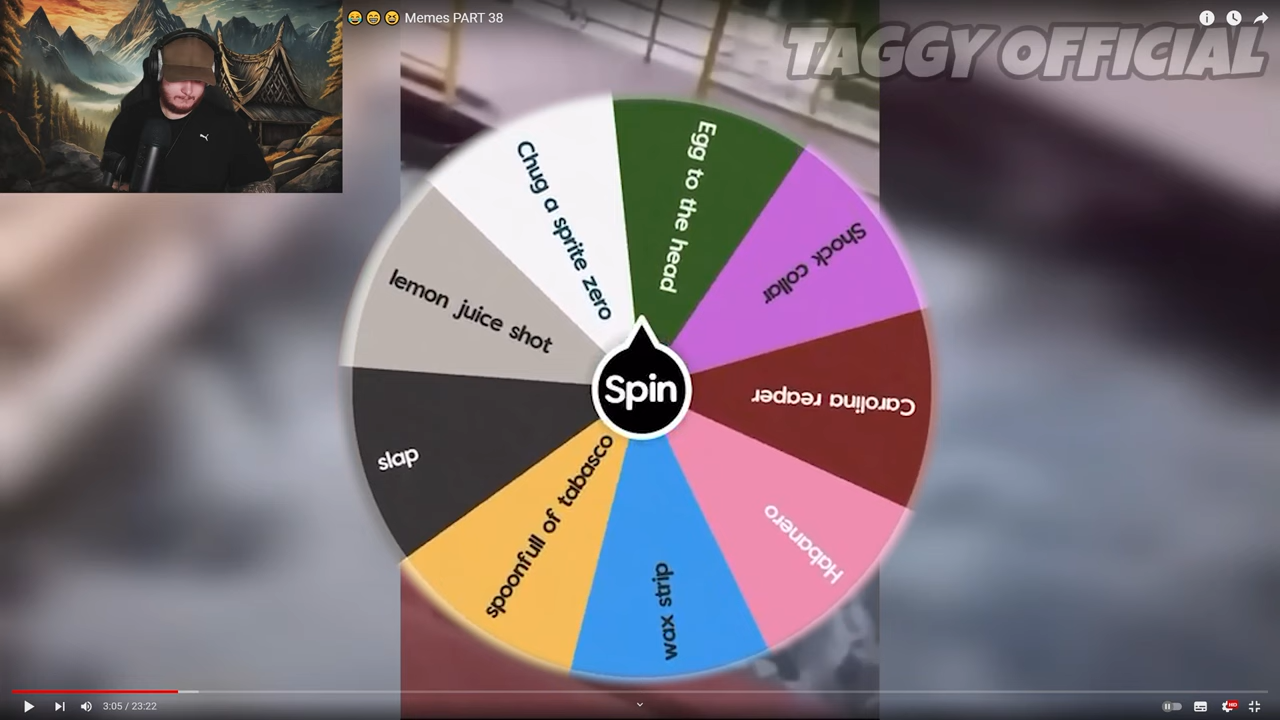 😂 😁 😆 Memes PART 38
TAGGY OFFICIAL
Chug a sprite zero
Egg to the head
Shock collar
lemon juice shot
Spin
Carolina reaper
slap
spoonfull of tabasco
wax strip
Habanero
3:05 / 23:22
HD